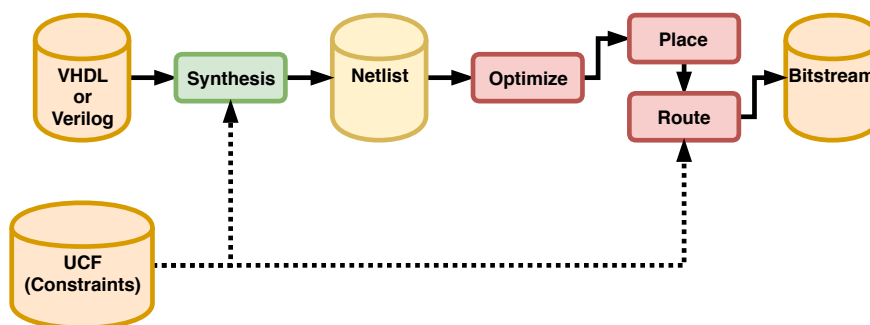 VHDL
or
Verilog
Synthesis
Netlist
Optimize
Place
Route
Bitstream
UCF
(Constraints)